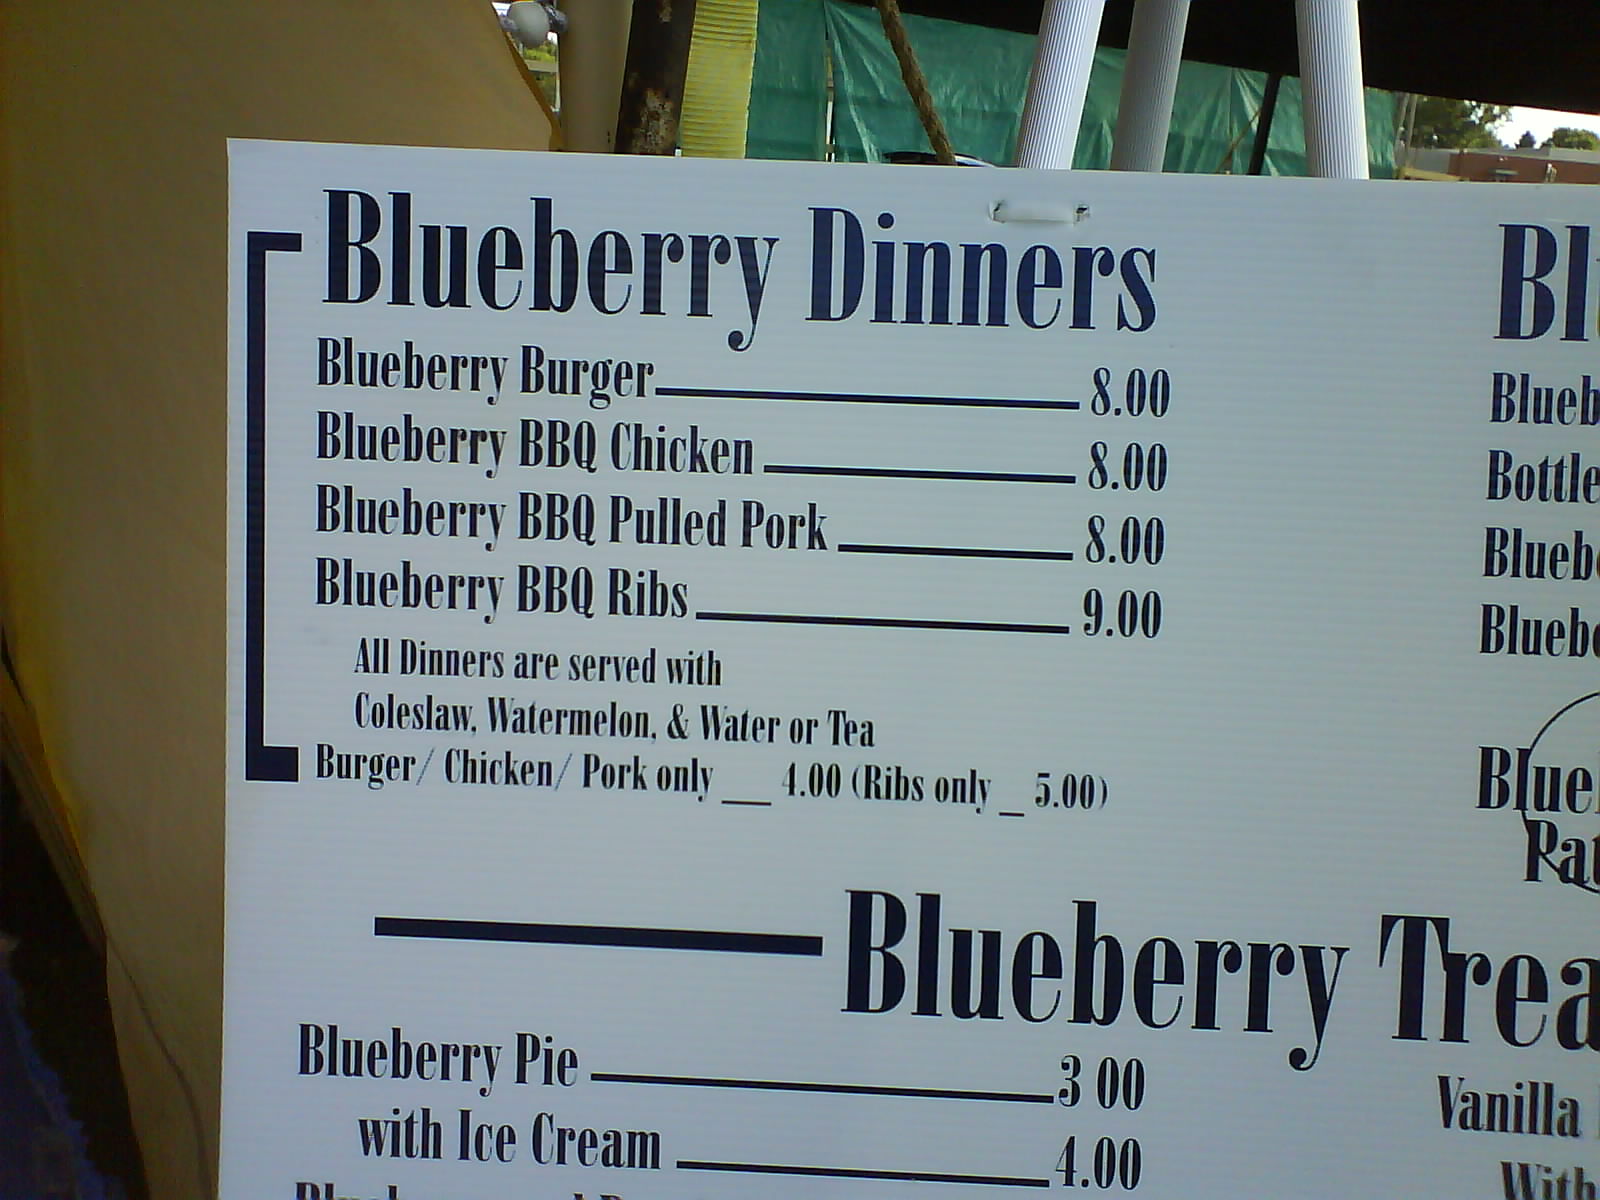 Blueberry Dinners
Blueberry Burger 8.00
Blueberry BBQ Chicken 8.00
Blueberry BBQ Pulled Pork 8.00
Blueberry BBQ Ribs 9.00
All Dinners are served with
Coleslaw, Watermelon, & Water or Tea
Burger/ Chicken/ Pork only __ 4.00 (Ribs only _ 5.00)
Blueberry
Blueberry Pie 3 00
with Ice Cream 4.00
Vanilla